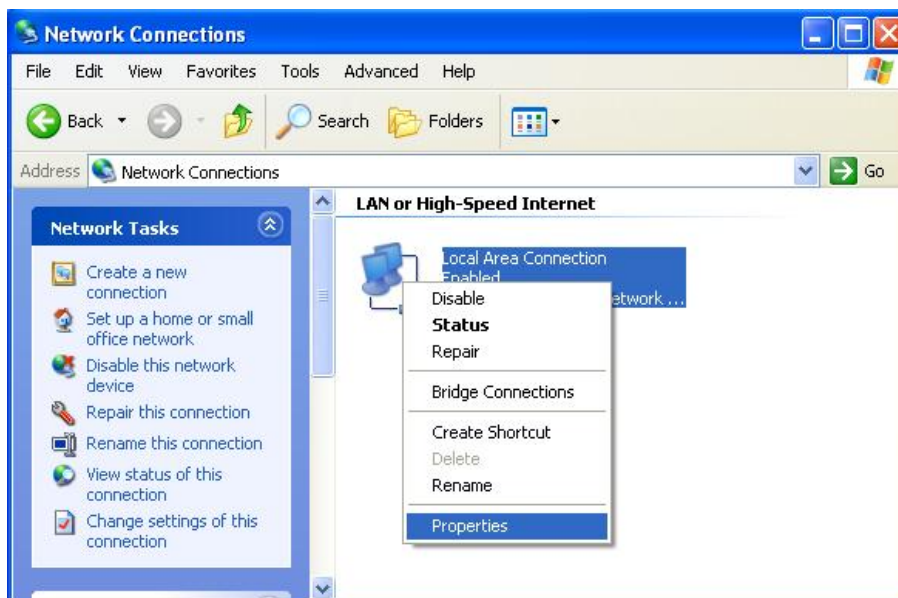 Network Connections
File Edit View Favorites Tools Advanced Help
Back Search Folders
Address Network Connections Go
Network Tasks
Create a new
connection
Set up a home or small
office network
Disable this network
device
Repair this connection
Rename this connection
View status of this
connection
Change settings of this
connection
LAN or High-Speed Internet
Local Area Connection
Enabled
etwork ...
Disable
Status
Repair
Bridge Connections
Create Shortcut
Delete
Rename
Properties